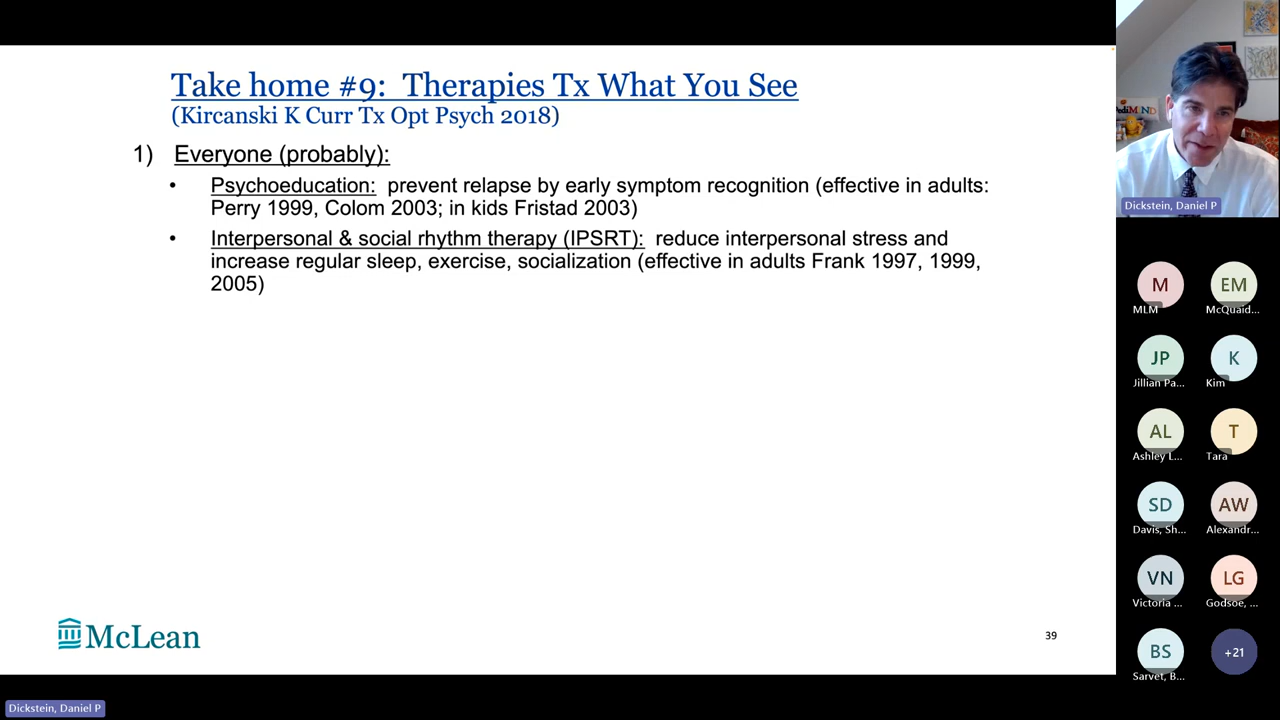 Take home #9: Therapies Tx What You See
(Kircanski K Curr Tx Opt Psych 2018)
1) Everyone (probably):
• Psychoeducation: prevent relapse by early symptom recognition (effective in adults:
Perry 1999, Colom 2003; in kids Fristad 2003)
• Interpersonal & social rhythm therapy (IPSRT): reduce interpersonal stress and
increase regular sleep, exercise, socialization (effective in adults Frank 1997, 1999,
2005)
McLean
39
Dickstein, Daniel P
M
MLM
EM
McQuaid...
JP
Jillian Pa...
K
Kim
AL
Ashley L...
T
Tara
SD
Davis, Sh...
AW
Alexandr...
VN
Victoria ...
LG
Godsoe, ...
BS
Sarvet, B...
+21
Dickstein, Daniel P